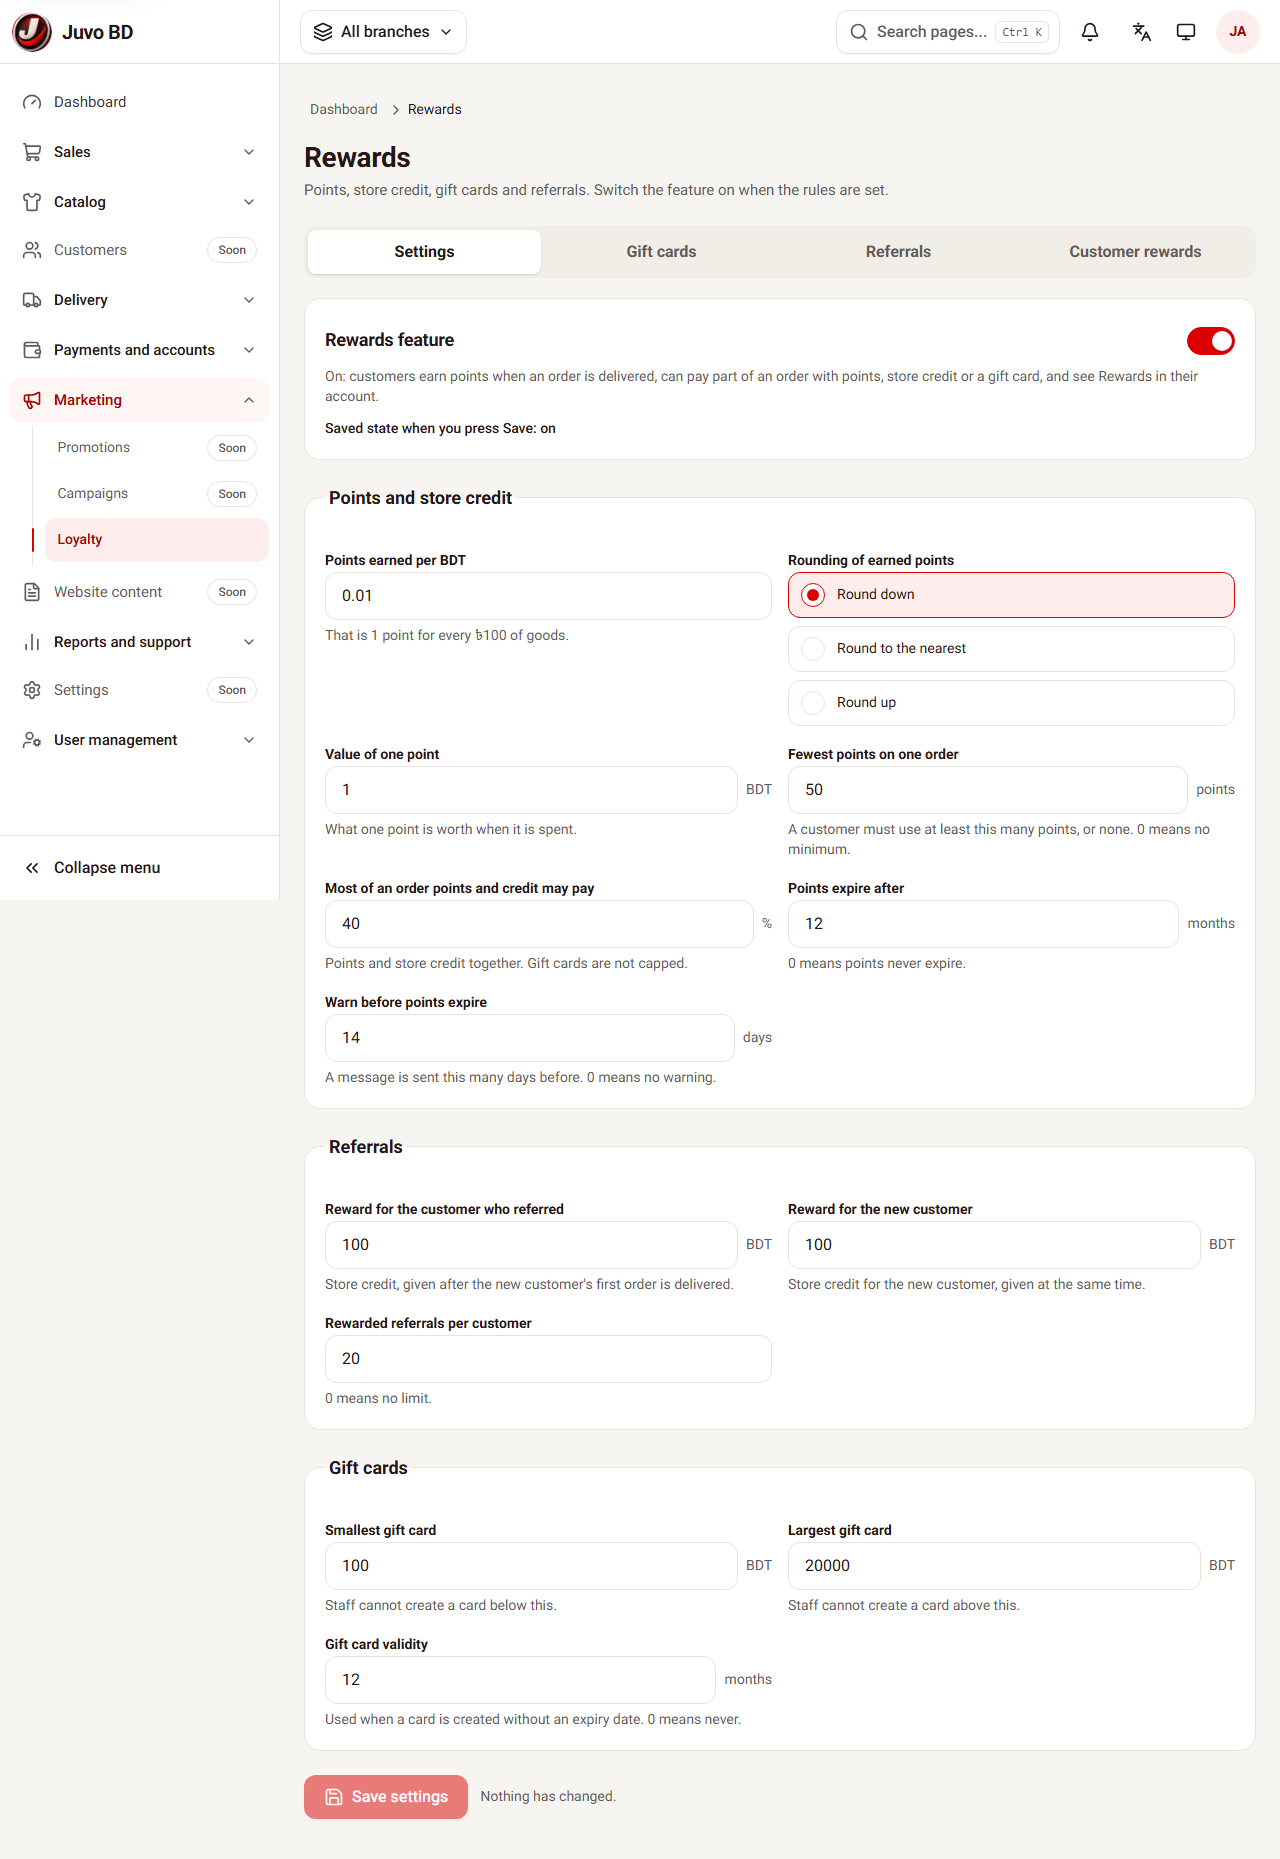 Juvo BD
All branches
Search pages...
Ctrl K
JA
Dashboard
Sales
Catalog
Customers
Soon
Delivery
Payments and accounts
Marketing
Promotions
Soon
Campaigns
Soon
Loyalty
Website content
Soon
Reports and support
Settings
Soon
User management
Collapse menu
Dashboard > Rewards
Rewards
Points, store credit, gift cards and referrals. Switch the feature on when the rules are set.
Settings
Gift cards
Referrals
Customer rewards
Rewards feature
On: customers earn points when an order is delivered, can pay part of an order with points, store credit or a gift card, and see Rewards in their
account.
Saved state when you press Save: on
Points and store credit
Points earned per BDT
0.01
That is 1 point for every ৳100 of goods.
Rounding of earned points
Round down
Round to the nearest
Round up
Value of one point
1
BDT
What one point is worth when it is spent.
Fewest points on one order
50
points
A customer must use at least this many points, or none. 0 means no
minimum.
Most of an order points and credit may pay
40
%
Points and store credit together. Gift cards are not capped.
Points expire after
12
months
0 means points never expire.
Warn before points expire
14
days
A message is sent this many days before. 0 means no warning.
Referrals
Reward for the customer who referred
100
BDT
Store credit, given after the new customer's first order is delivered.
Reward for the new customer
100
BDT
Store credit for the new customer, given at the same time.
Rewarded referrals per customer
20
0 means no limit.
Gift cards
Smallest gift card
100
BDT
Staff cannot create a card below this.
Largest gift card
20000
BDT
Staff cannot create a card above this.
Gift card validity
12
months
Used when a card is created without an expiry date. 0 means never.
Save settings
Nothing has changed.